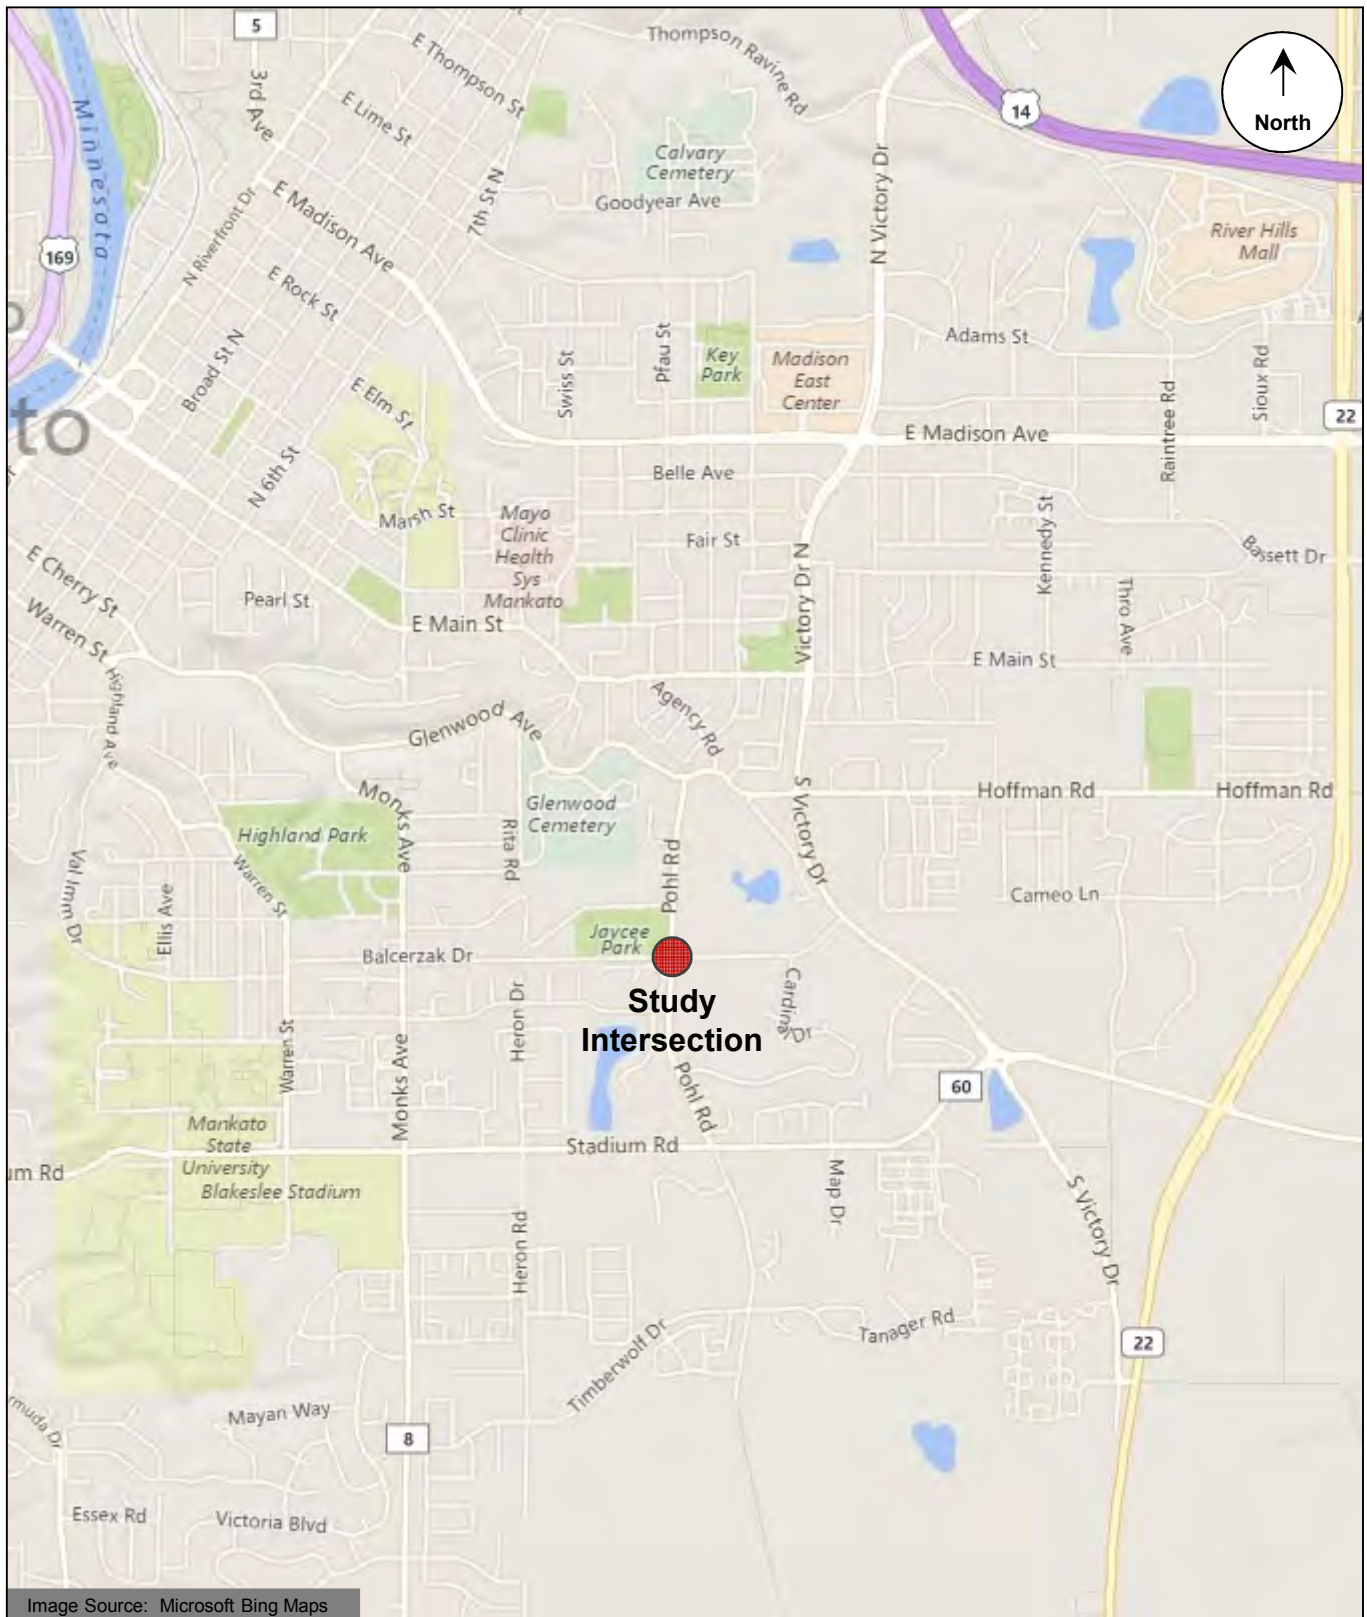 5
Thompson Ravine Rd
E Thompson St
3rd Ave
E Lime St
14
North
Minnesota
Calvary
Cemetery
Goodyear Ave
7th St N
N Victory Dr
N Riverfront Dr
E Madison Ave
River Hills
Mall
169
E Rock St
Adams St
Broad St N
Swiss St
Pfau St
Key
Park
Madison
East
Center
Sioux Rd
Raintree Rd
E Elm St
to
22
E Madison Ave
Belle Ave
N 6th St
Marsh St
Mayo
Clinic
Health
Sys
Mankato
Fair St
Kennedy St
Bassett Dr
E Cherry St
Pearl St
Victory Dr N
Thro Ave
Warren St
E Main St
E Main St
Highland Ave
Agency Rd
Glenwood Ave
S Victory Dr
Hoffman Rd
Hoffman Rd
Monks Ave
Glenwood
Cemetery
Highland Park
Rita Rd
Pohl Rd
Val Imm Dr
Ellis Ave
Warren St
Cameo Ln
Jaycee
Park
Balcerzak Dr
Cardinal Dr
Study
Intersection
Heron Dr
Warren St
Monks Ave
Pohl Rd
60
Mankato
State
University
Blakeslee Stadium
Stadium Rd
um Rd
Map Dr
S Victory Dr
Heron Rd
Tanager Rd
22
Timberwolf Dr
Mayan Way
rmuda Dr
8
Essex Rd
Victoria Blvd
Image Source: Microsoft Bing Maps